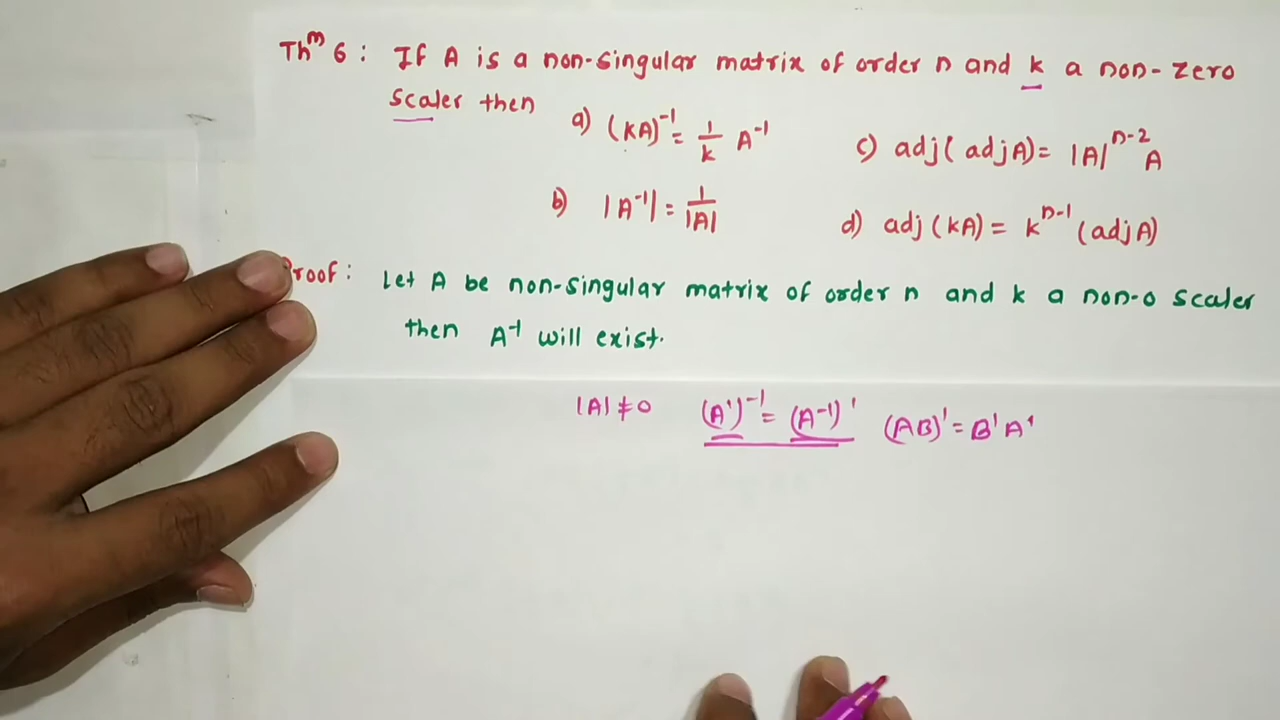 Thm 6 : If A is a non-singular matrix of order n and k a non-zero
scaler then
a) (kA)⁻¹ = 1/k A⁻¹
c) adj(adjA) = |A|ⁿ⁻² A
b) |A⁻¹| = 1/|A|
d) adj(kA) = kⁿ⁻¹ (adjA)
Proof : Let A be non-singular matrix of order n and k a non-0 scaler
then A⁻¹ will exist.
|A| ≠ 0 (A')⁻¹ = (A⁻¹)' (AB)' = B'A'